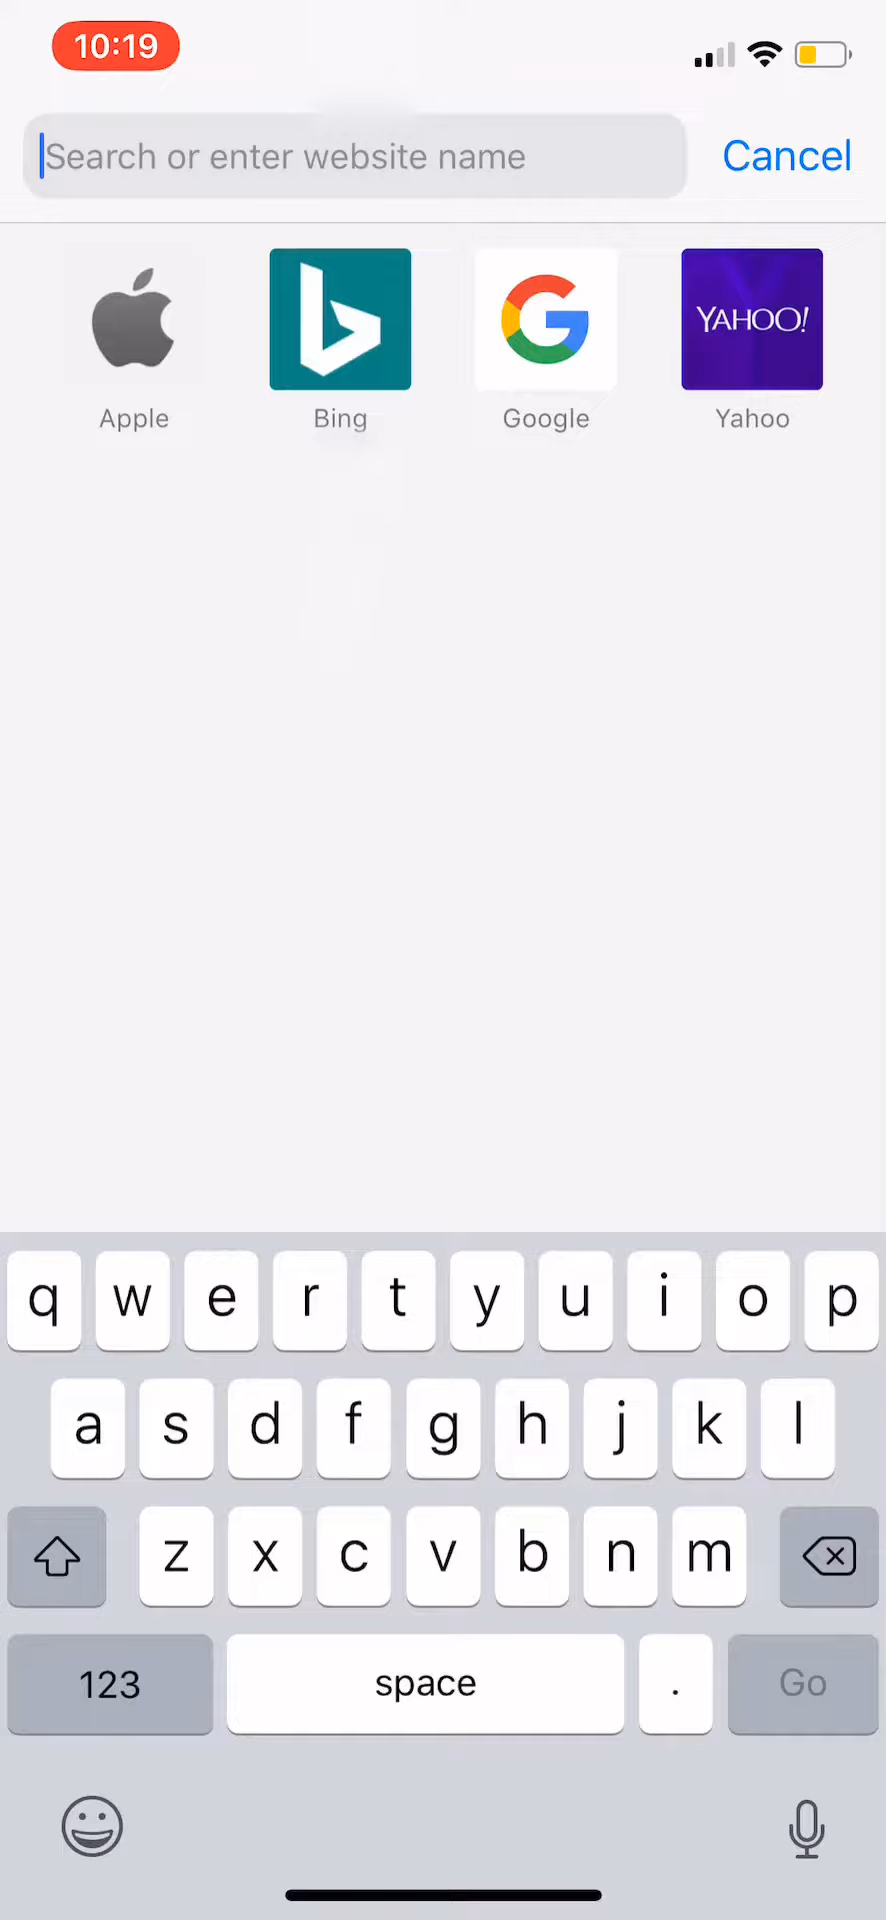 10:19
Search or enter website name Cancel
YAHOO!
Apple Bing Google Yahoo
q w e r t y u i o p
a s d f g h j k l
z x c v b n m
123 space . Go